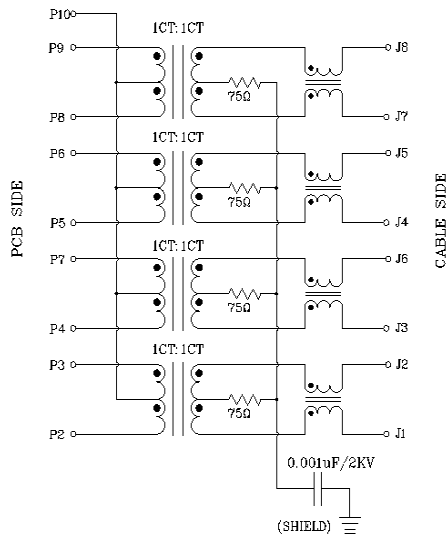 P10
1CT:1CT
P9
J8
75Ω
P8
J7
1CT:1CT
P6
J5
75Ω
P5
J4
PCB SIDE
CABLE SIDE
1CT:1CT
P7
J6
75Ω
P4
J3
1CT:1CT
P3
J2
75Ω
P2
J1
0.001uF/2KV
(SHIELD)